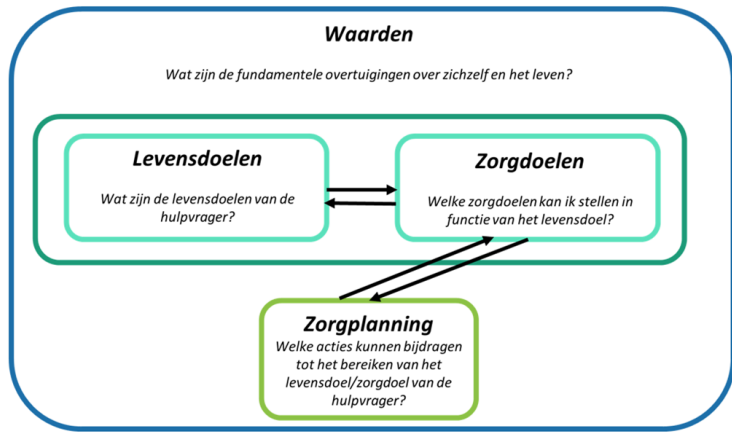 Waarden
Wat zijn de fundamentele overtuigingen over zichzelf en het leven?
Levensdoelen
Wat zijn de levensdoelen van de
hulpvrager?
Zorgdoelen
Welke zorgdoelen kan ik stellen in
functie van het levensdoel?
Zorgplanning
Welke acties kunnen bijdragen
tot het bereiken van het
levensdoel/zorgdoel van de
hulpvrager?